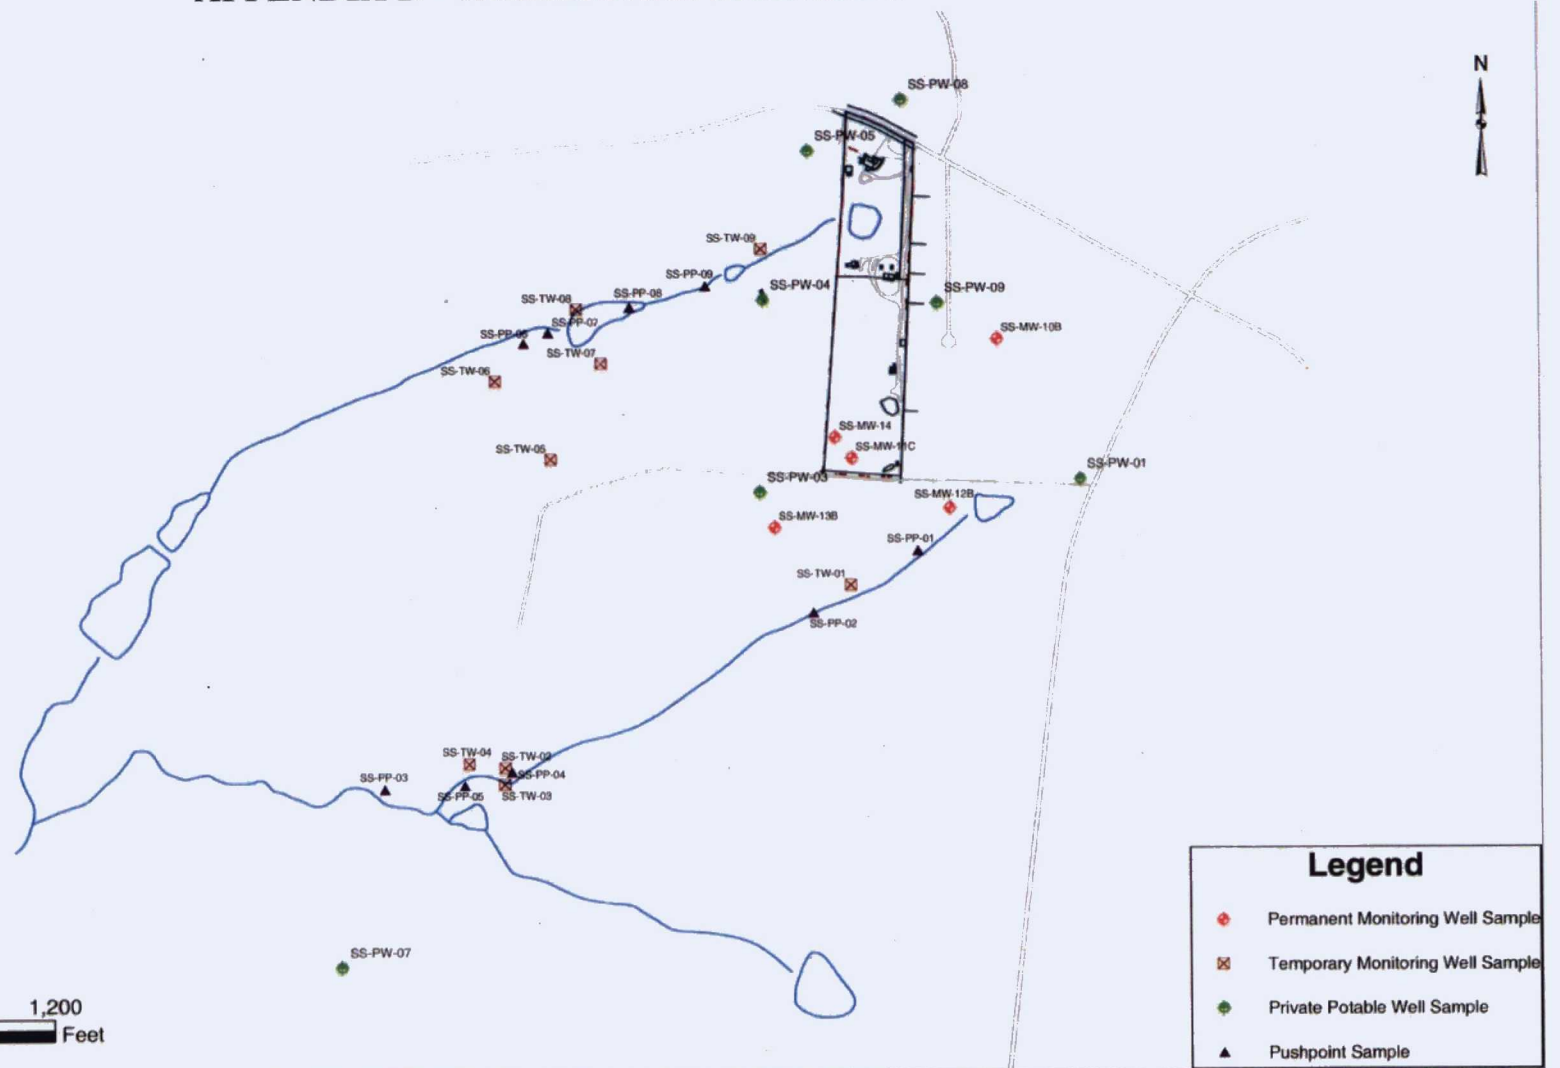 N
SS-PW-08
SS-PW-05
SS-TW-09
SS-PP-09
SS-PW-04
SS-PW-09
SS-TW-08
SS-PP-08
SS-PP-07
SS-MW-10B
SS-TW-07
SS-TW-06
SS-MW-14
SS-MW-11C
SS-TW-05
SS-PW-01
SS-PW-03
SS-MW-12B
SS-MW-13B
SS-PP-01
SS-TW-01
SS-PP-02
SS-TW-04
SS-TW-02
SS-PP-04
SS-PP-03
SS-PP-05
SS-TW-03
SS-PW-07
1,200
Feet
Legend
Permanent Monitoring Well Sample
Temporary Monitoring Well Sample
Private Potable Well Sample
Pushpoint Sample